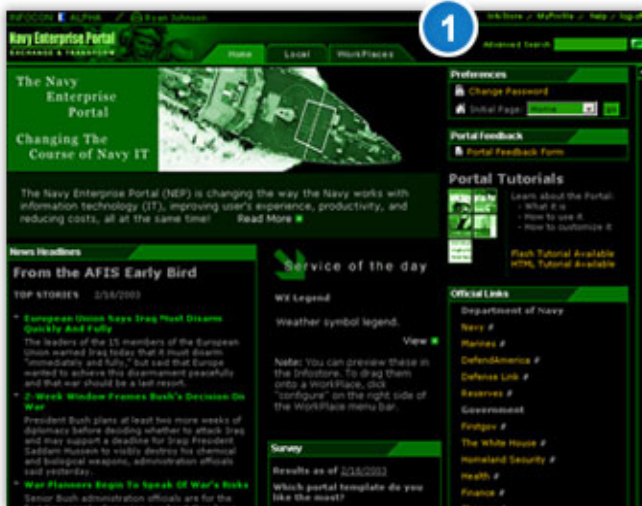 INFOCON ALPHA Ryan Johnson
1
InfoStore / MyProfile / help / logout
Navy Enterprise Portal
EXCHANGE & TRANSFORM
Home Local WorkPlaces
Advanced Search
The Navy
Enterprise
Portal
Changing The
Course of Navy IT
The Navy Enterprise Portal (NEP) is changing the way the Navy works with
information technology (IT), improving user's experience, productivity, and
reducing costs, all at the same time! Read More
Preferences
Change Password
Initial Page: Home go
Portal Feedback
Portal Feedback Form
Portal Tutorials
Learn about the Portal:
- What it is
- How to use it
- How to customize it
Flash Tutorial Available
HTML Tutorial Available
News Headlines
From the AFIS Early Bird
TOP STORIES 2/18/2003
European Union Says Iraq Must Disarm
Quickly And Fully
The leaders of the 15 members of the European
Union warned Iraq today that it must disarm
"immediately and fully," but said that Europe
wanted to achieve this disarmament peacefully
and that war should be a last resort.
2-Week Window Frames Bush's Decision On
War
President Bush plans at least two more weeks of
diplomacy before deciding whether to attack Iraq
and may support a deadline for Iraqi President
Saddam Hussein to visibly destroy his chemical
and biological weapons, administration officials
said yesterday.
War Planners Begin To Speak Of War's Risks
Senior Bush administration officials are for the
Service of the day
WX Legend
Weather symbol legend.
View
Note: You can preview these in
the Infostore. To drag them
onto a WorkPlace, click
"configure" on the right side of
the WorkPlace menu bar.
Survey
Results as of 2/18/2003
Which portal template do you
like the most?
Official Links
Department of Navy
Navy #
Marines #
DefendAmerica #
Defense Link #
Reserves #
Government
Firstgov #
The White House #
Homeland Security #
Health #
Finance #